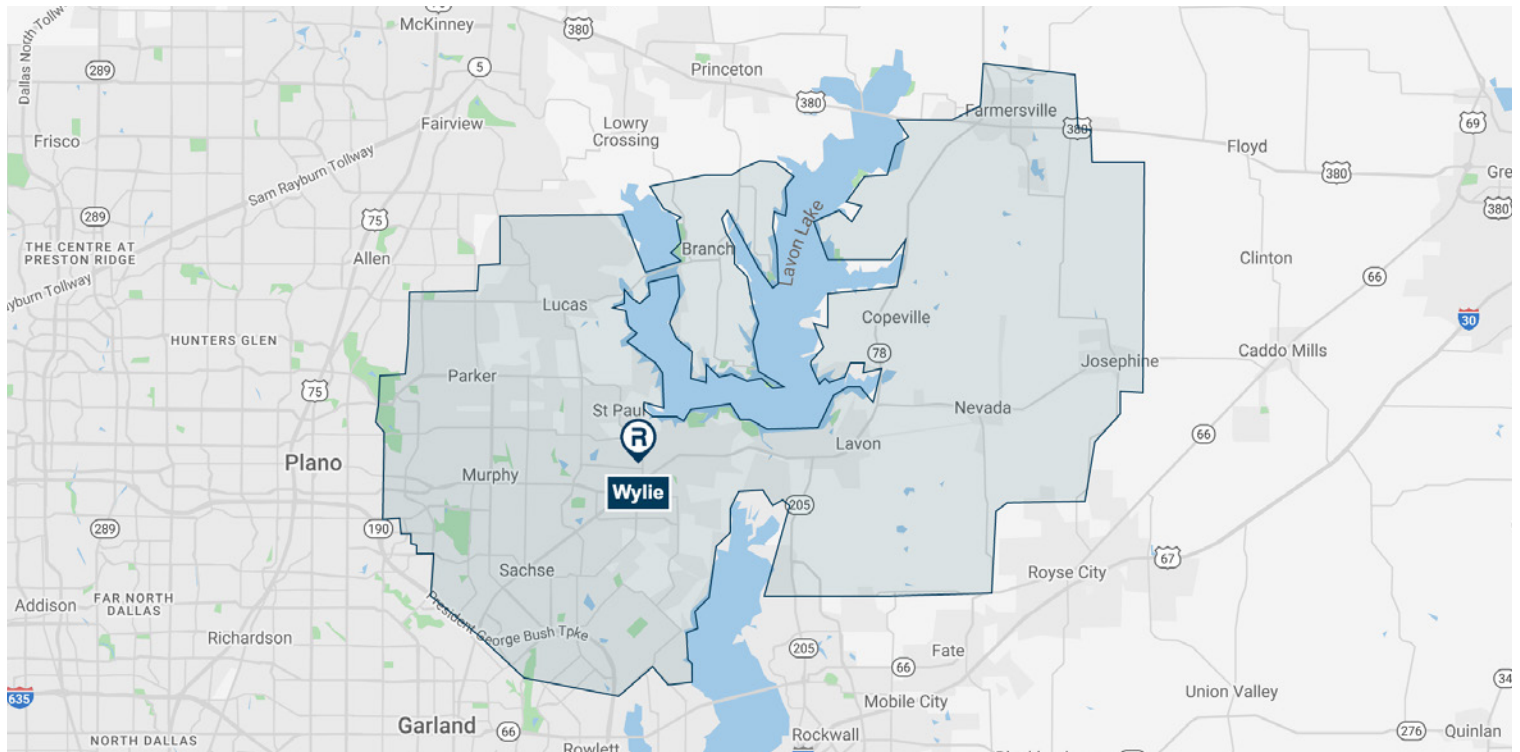 Dallas North Tollw
McKinney
380
Princeton
289
5
380
Farmersville
Fairview
Lowry
Crossing
380
69
Frisco
Floyd
Sam Rayburn Tollway
380
Gre
289
75
380
THE CENTRE AT
PRESTON RIDGE
Allen
Branch
Lavon Lake
Clinton
66
ayburn Tollway
Lucas
Copeville
30
HUNTERS GLEN
78
Caddo Mills
Josephine
Parker
75
St Paul
Nevada
R
66
Lavon
Plano
Murphy
Wylie
205
289
190
67
Sachse
Royse City
Addison
FAR NORTH
DALLAS
President George Bush Tpke
Richardson
205
Fate
66
635
Mobile City
Union Valley
34
Garland
66
Rockwall
276
Quinlan
NORTH DALLAS
Rowlett